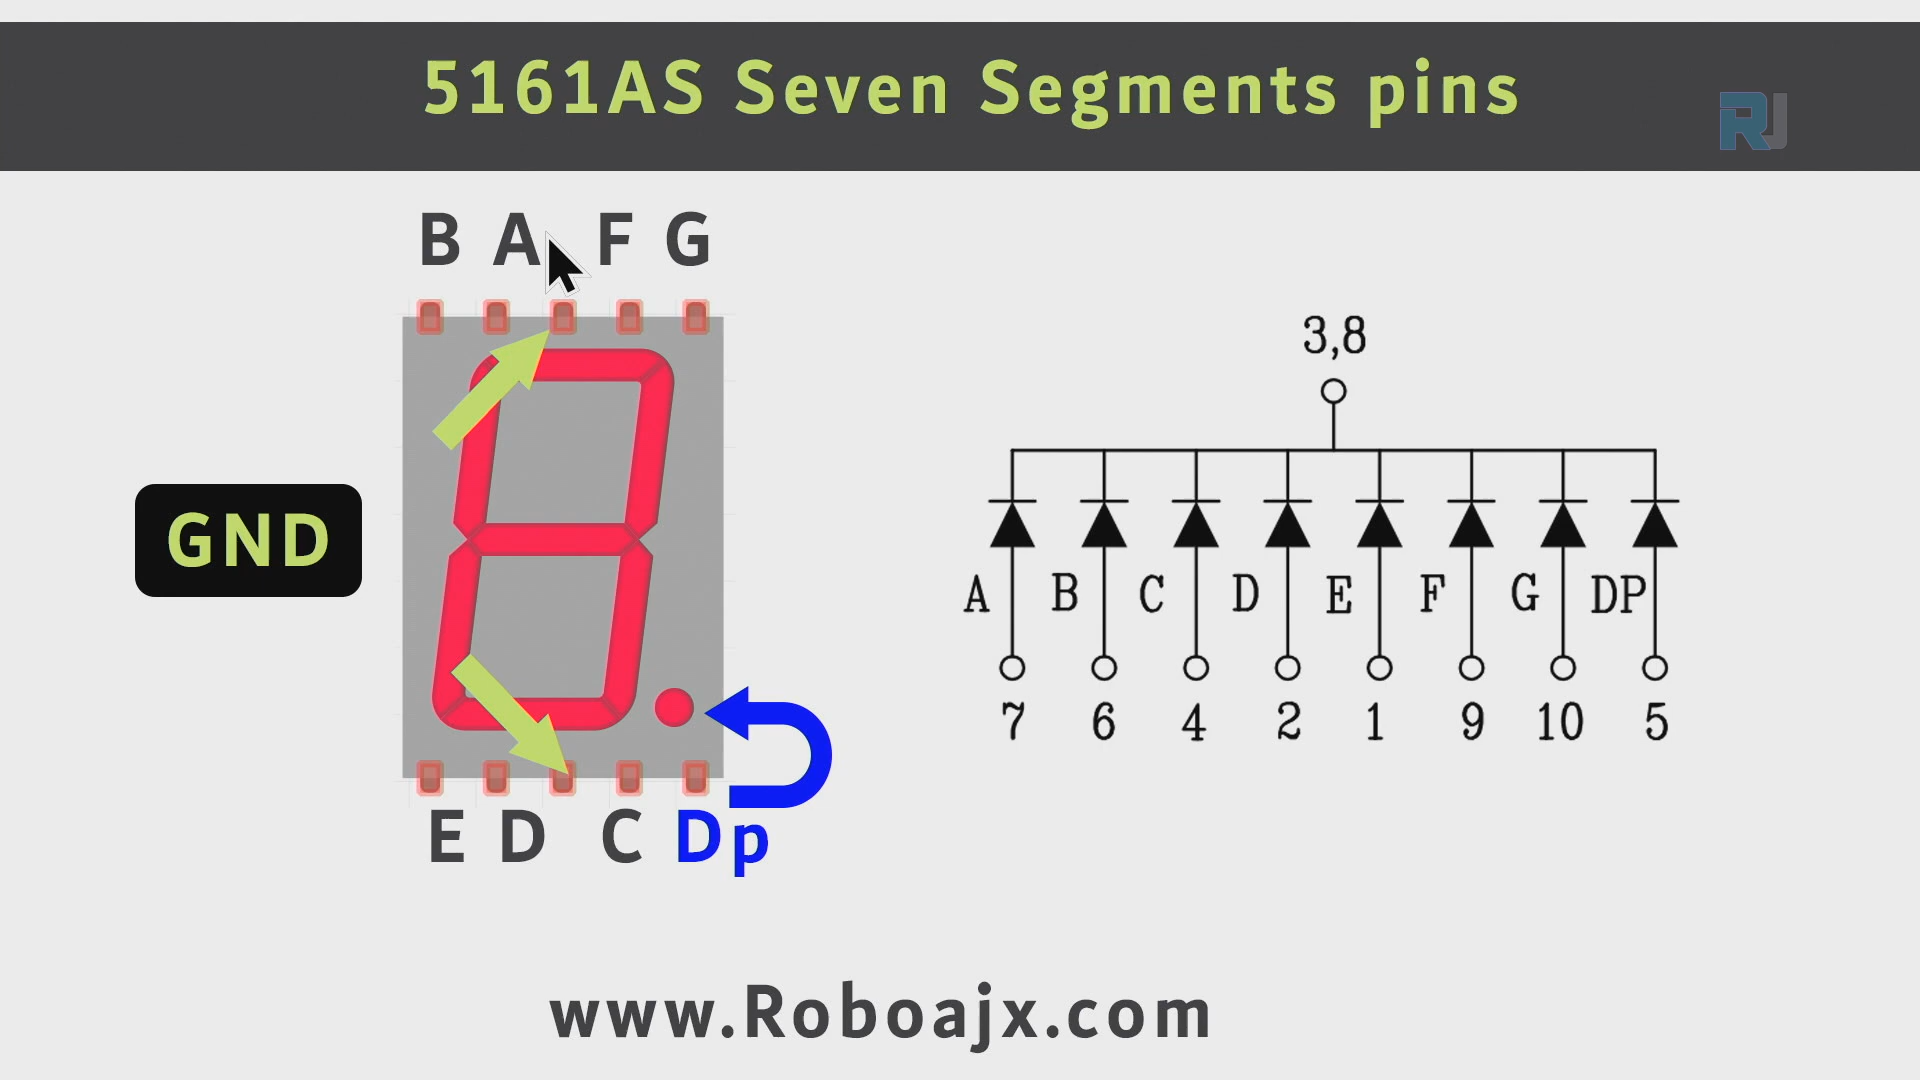 5161AS Seven Segments pins
RJ
B A F G
GND
E D C Dp
3,8
A B C D E F G DP
7 6 4 2 1 9 10 5
www.Roboajx.com